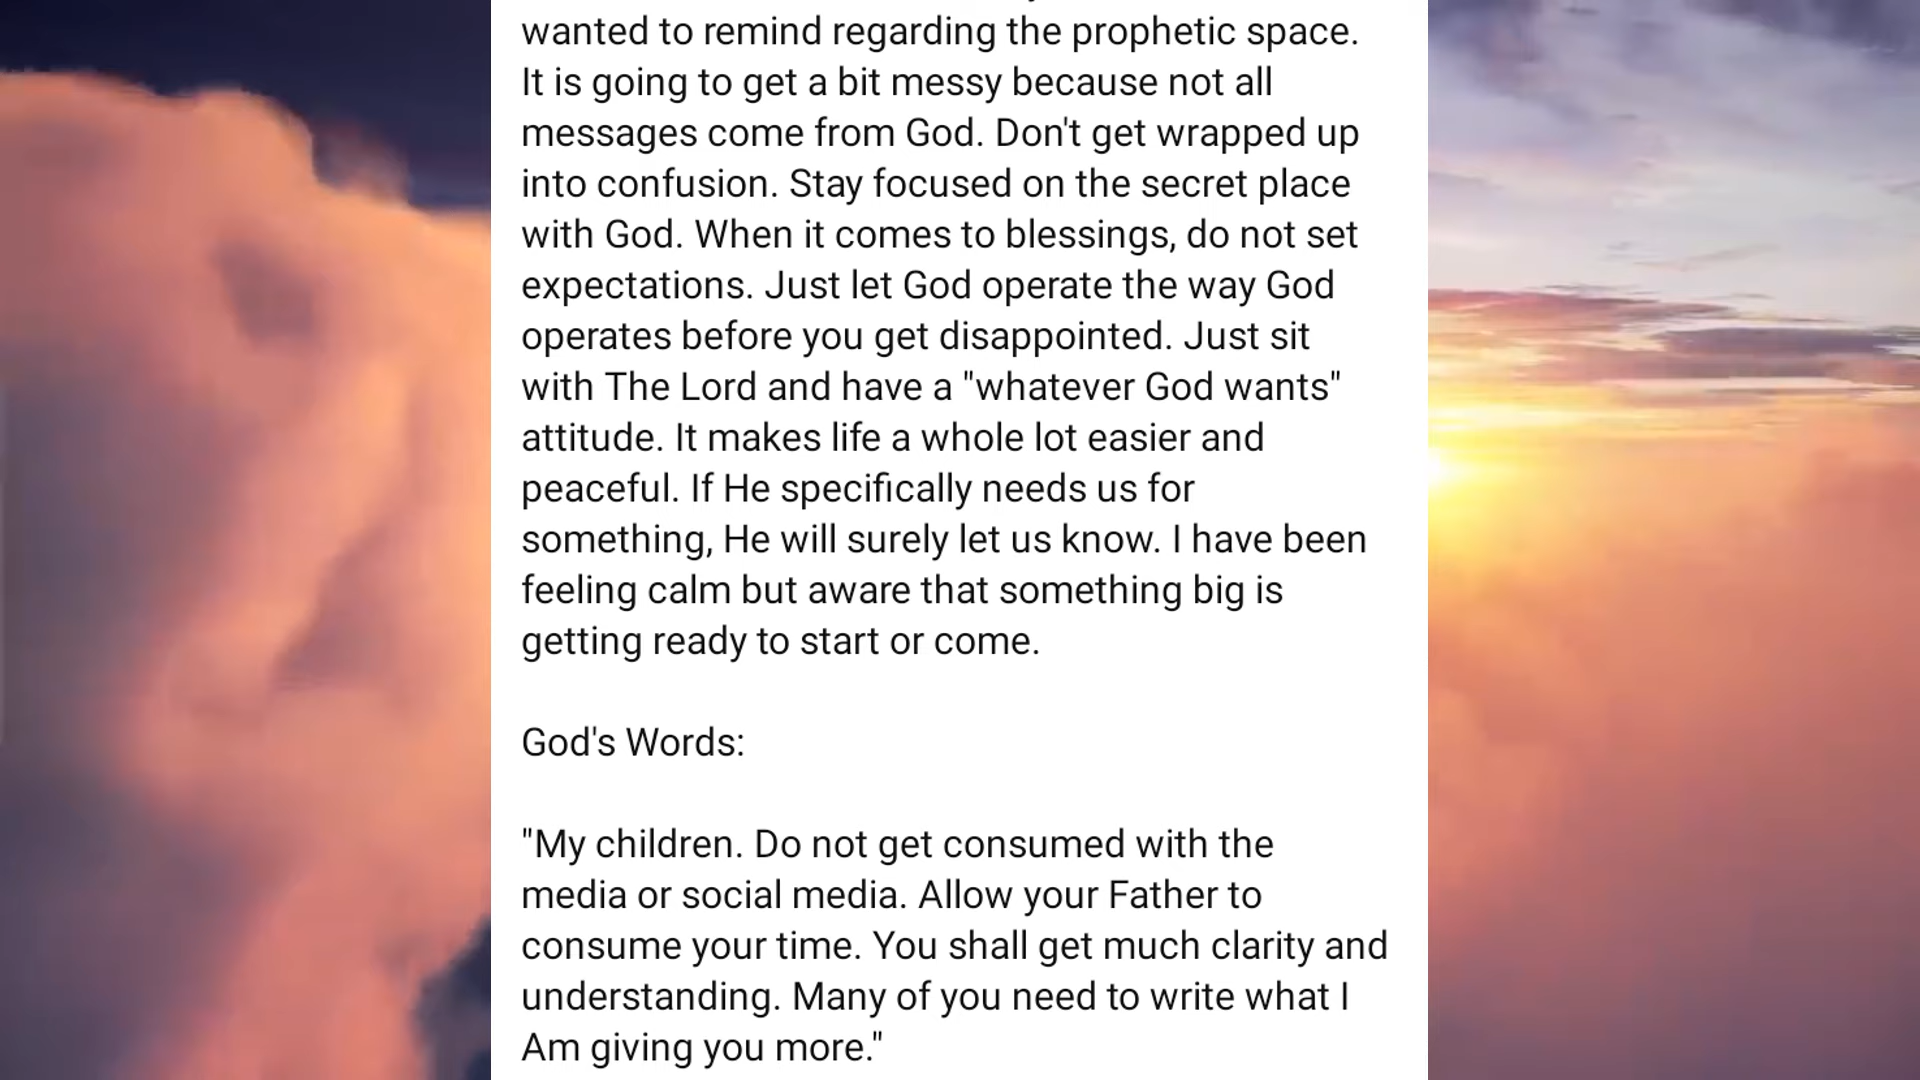 wanted to remind regarding the prophetic space.
It is going to get a bit messy because not all
messages come from God. Don't get wrapped up
into confusion. Stay focused on the secret place
with God. When it comes to blessings, do not set
expectations. Just let God operate the way God
operates before you get disappointed. Just sit
with The Lord and have a "whatever God wants"
attitude. It makes life a whole lot easier and
peaceful. If He specifically needs us for
something, He will surely let us know. I have been
feeling calm but aware that something big is
getting ready to start or come.
God's Words:
"My children. Do not get consumed with the
media or social media. Allow your Father to
consume your time. You shall get much clarity and
understanding. Many of you need to write what I
Am giving you more."